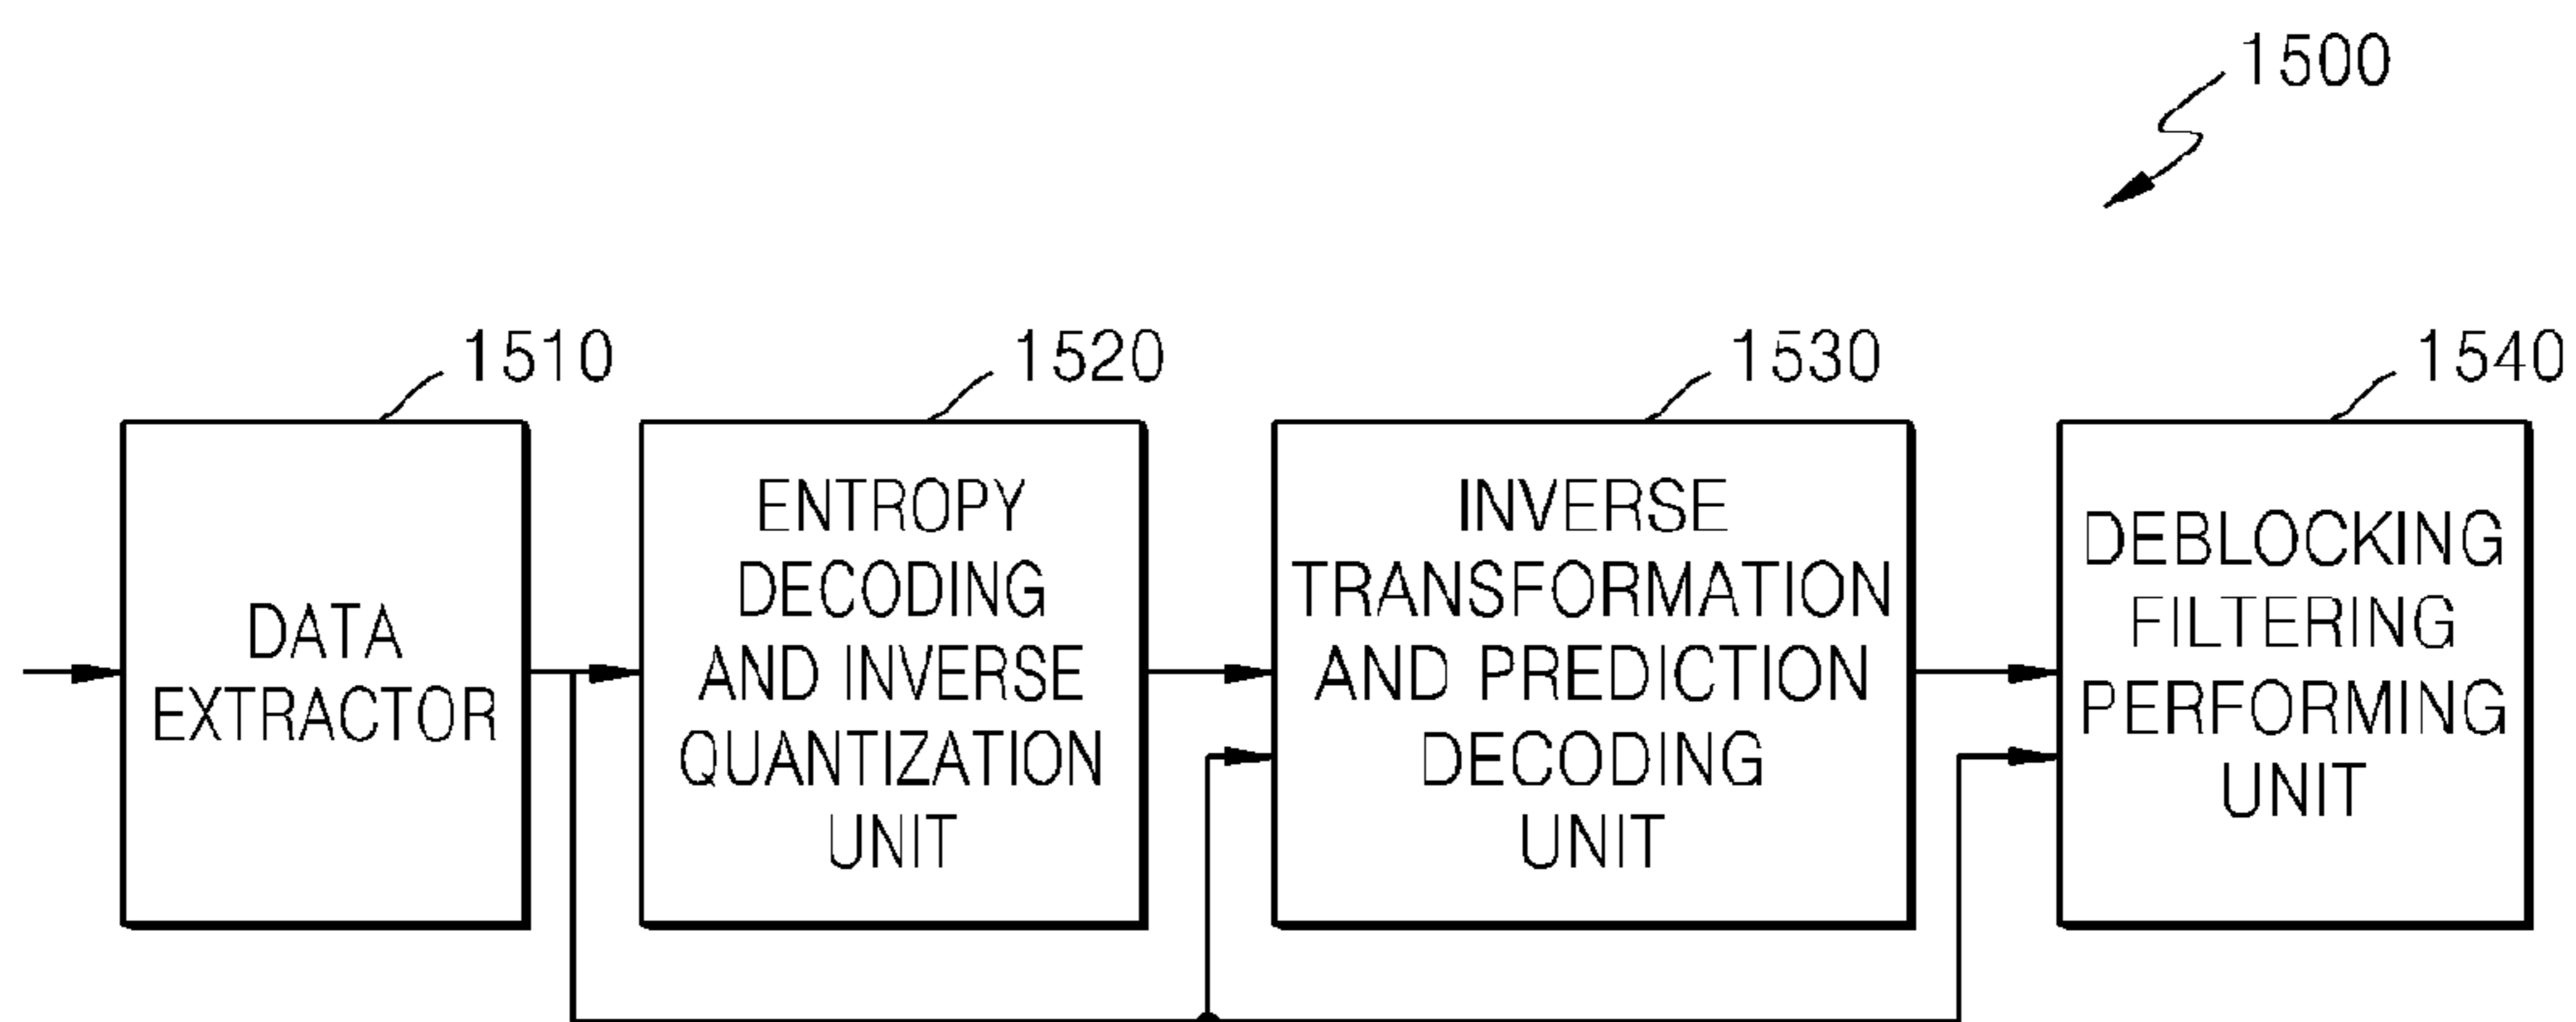 1500
1510
1520
1530
1540
DATA
EXTRACTOR
ENTROPY
DECODING
AND INVERSE
QUANTIZATION
UNIT
INVERSE
TRANSFORMATION
AND PREDICTION
DECODING
UNIT
DEBLOCKING
FILTERING
PERFORMING
UNIT